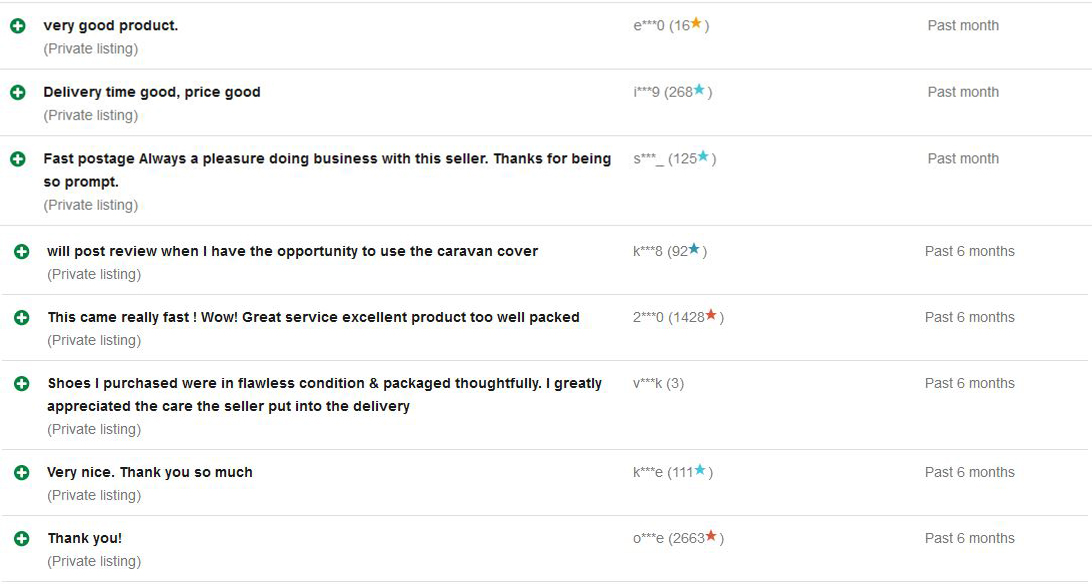 very good product. e***0 (16★) Past month
(Private listing)
Delivery time good, price good i***9 (268★) Past month
(Private listing)
Fast postage Always a pleasure doing business with this seller. Thanks for being s***_ (125★) Past month
so prompt.
(Private listing)
will post review when I have the opportunity to use the caravan cover k***8 (92★) Past 6 months
(Private listing)
This came really fast ! Wow! Great service excellent product too well packed 2***0 (1428★) Past 6 months
(Private listing)
Shoes I purchased were in flawless condition & packaged thoughtfully. I greatly v***k (3) Past 6 months
appreciated the care the seller put into the delivery
(Private listing)
Very nice. Thank you so much k***e (111★) Past 6 months
(Private listing)
Thank you! o***e (2663★) Past 6 months
(Private listing)